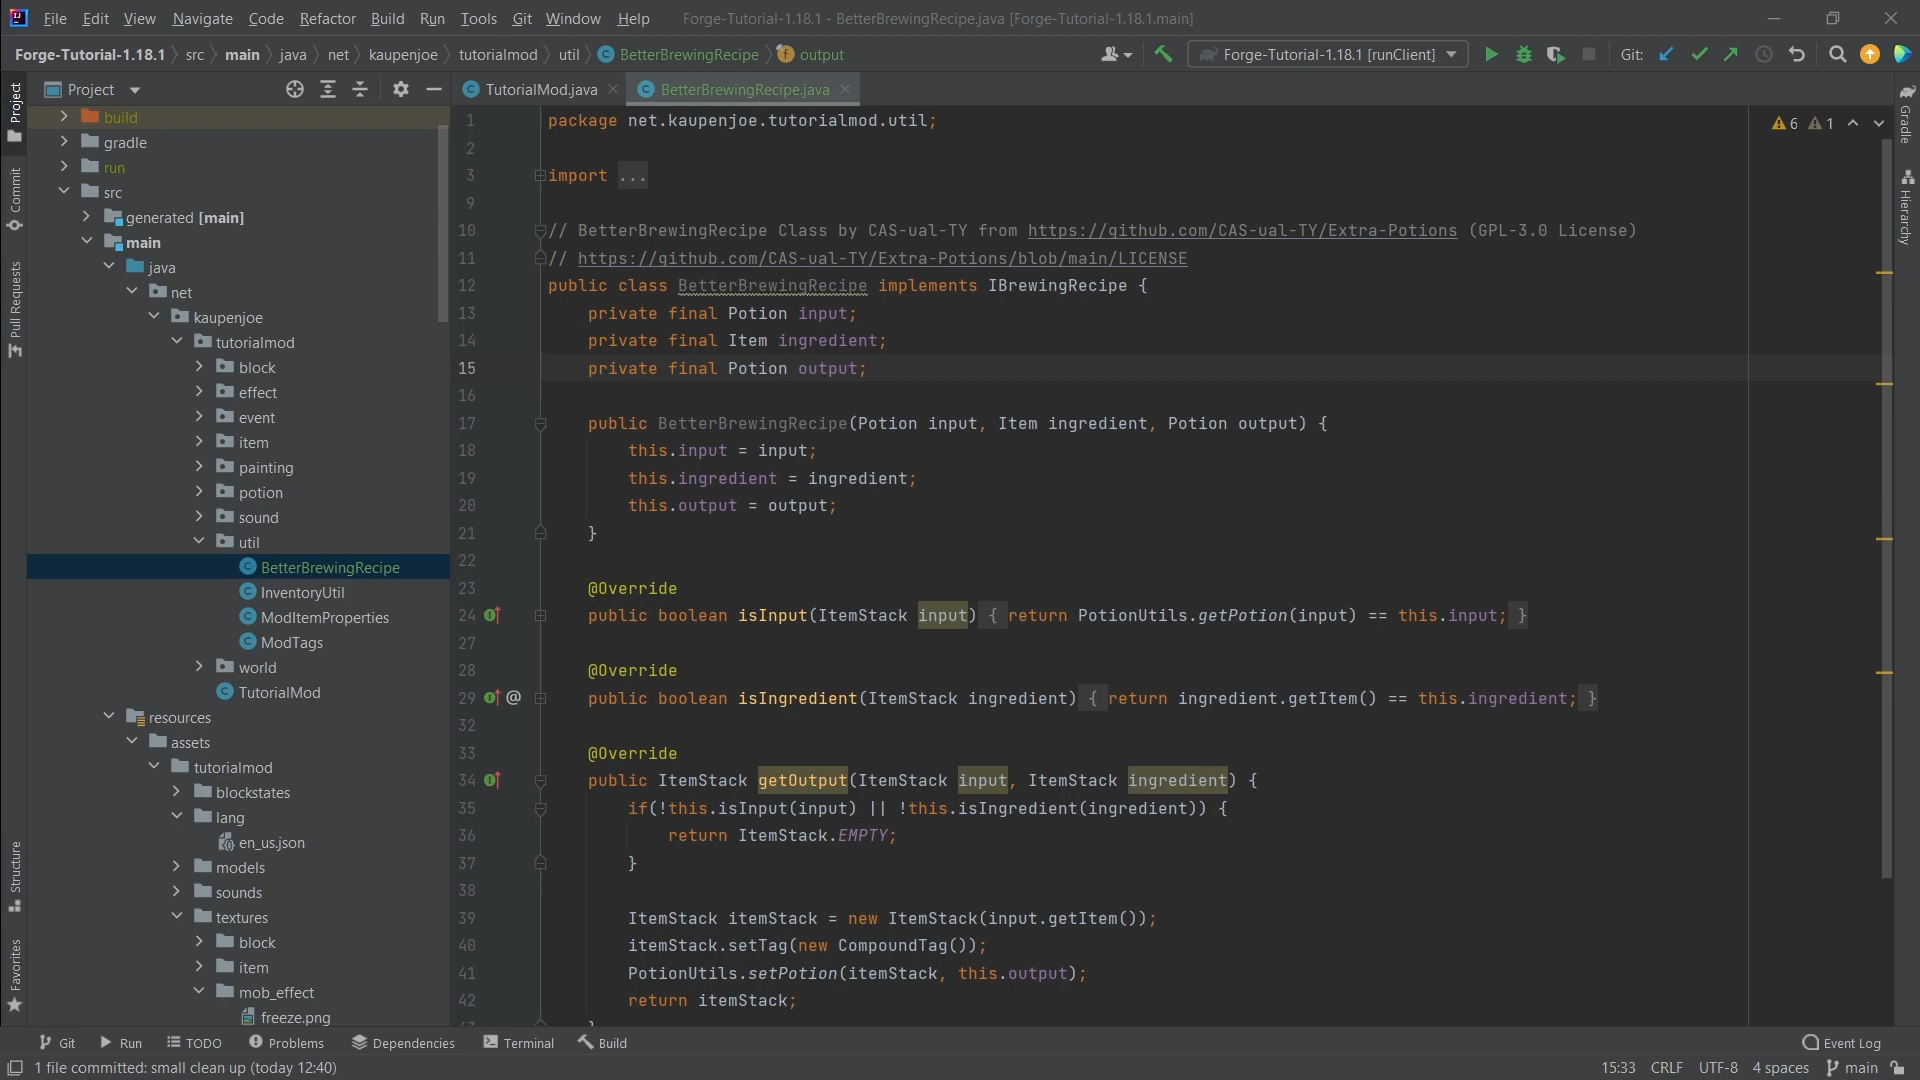 File Edit View Navigate Code Refactor Build Run Tools Git Window Help Forge-Tutorial-1.18.1 - BetterBrewingRecipe.java [Forge-Tutorial-1.18.1.main]
Forge-Tutorial-1.18.1 src main java net kaupenjoe tutorialmod util BetterBrewingRecipe output Forge-Tutorial-1.18.1 [runClient] Git:
Project TutorialMod.java BetterBrewingRecipe.java
Project
Commit
Pull Requests
Structure
Favorites
build
gradle
run
src
generated [main]
main
java
net
kaupenjoe
tutorialmod
block
effect
event
item
painting
potion
sound
util
BetterBrewingRecipe
InventoryUtil
ModItemProperties
ModTags
world
TutorialMod
resources
assets
tutorialmod
blockstates
lang
en_us.json
models
sounds
textures
block
item
mob_effect
freeze.png
1 package net.kaupenjoe.tutorialmod.util;
2
3 import ...
9
10 // BetterBrewingRecipe Class by CAS-ual-TY from https://github.com/CAS-ual-TY/Extra-Potions (GPL-3.0 License)
11 // https://github.com/CAS-ual-TY/Extra-Potions/blob/main/LICENSE
12 public class BetterBrewingRecipe implements IBrewingRecipe {
13 private final Potion input;
14 private final Item ingredient;
15 private final Potion output;
16
17 public BetterBrewingRecipe(Potion input, Item ingredient, Potion output) {
18 this.input = input;
19 this.ingredient = ingredient;
20 this.output = output;
21 }
22
23 @Override
24 public boolean isInput(ItemStack input) { return PotionUtils.getPotion(input) == this.input; }
27
28 @Override
29 @ public boolean isIngredient(ItemStack ingredient) { return ingredient.getItem() == this.ingredient; }
32
33 @Override
34 public ItemStack getOutput(ItemStack input, ItemStack ingredient) {
35 if(!this.isInput(input) || !this.isIngredient(ingredient)) {
36 return ItemStack.EMPTY;
37 }
38
39 ItemStack itemStack = new ItemStack(input.getItem());
40 itemStack.setTag(new CompoundTag());
41 PotionUtils.setPotion(itemStack, this.output);
42 return itemStack;
6 1
Gradle
Hierarchy
Git Run TODO Problems Dependencies Terminal Build Event Log
1 file committed: small clean up (today 12:40) 15:33 CRLF UTF-8 4 spaces main